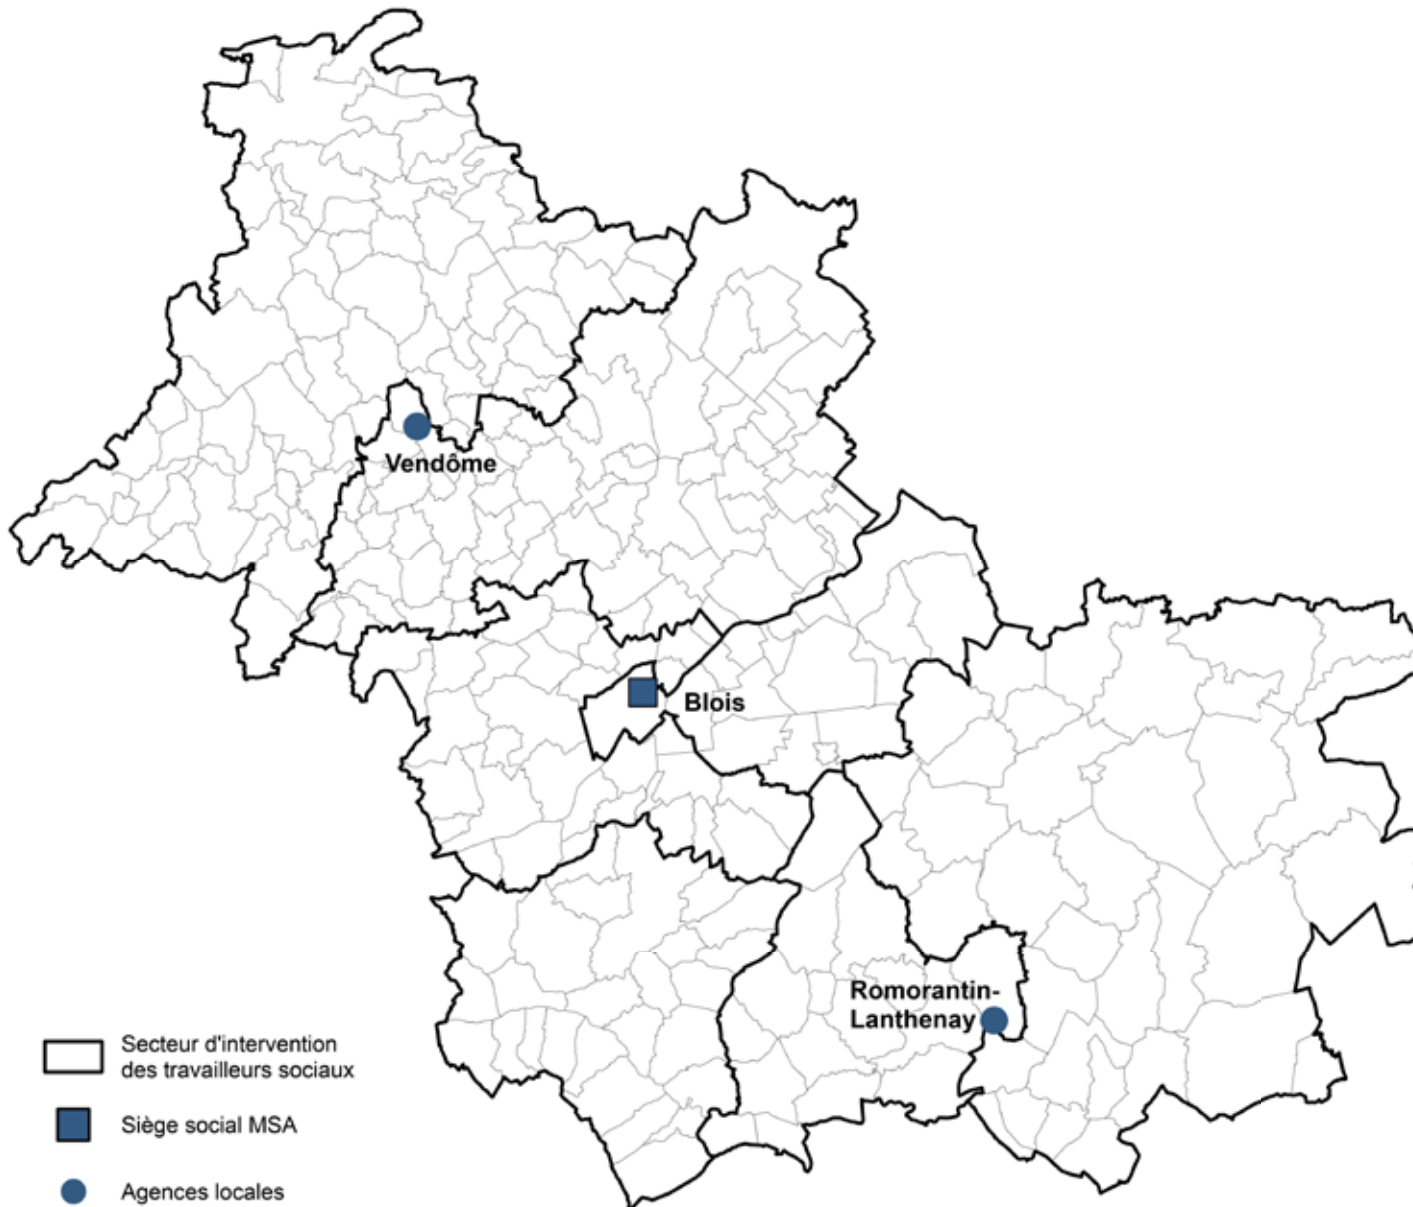 Vendôme
Blois
Romorantin-
Lanthenay
Secteur d'intervention
des travailleurs sociaux
Siège social MSA
Agences locales